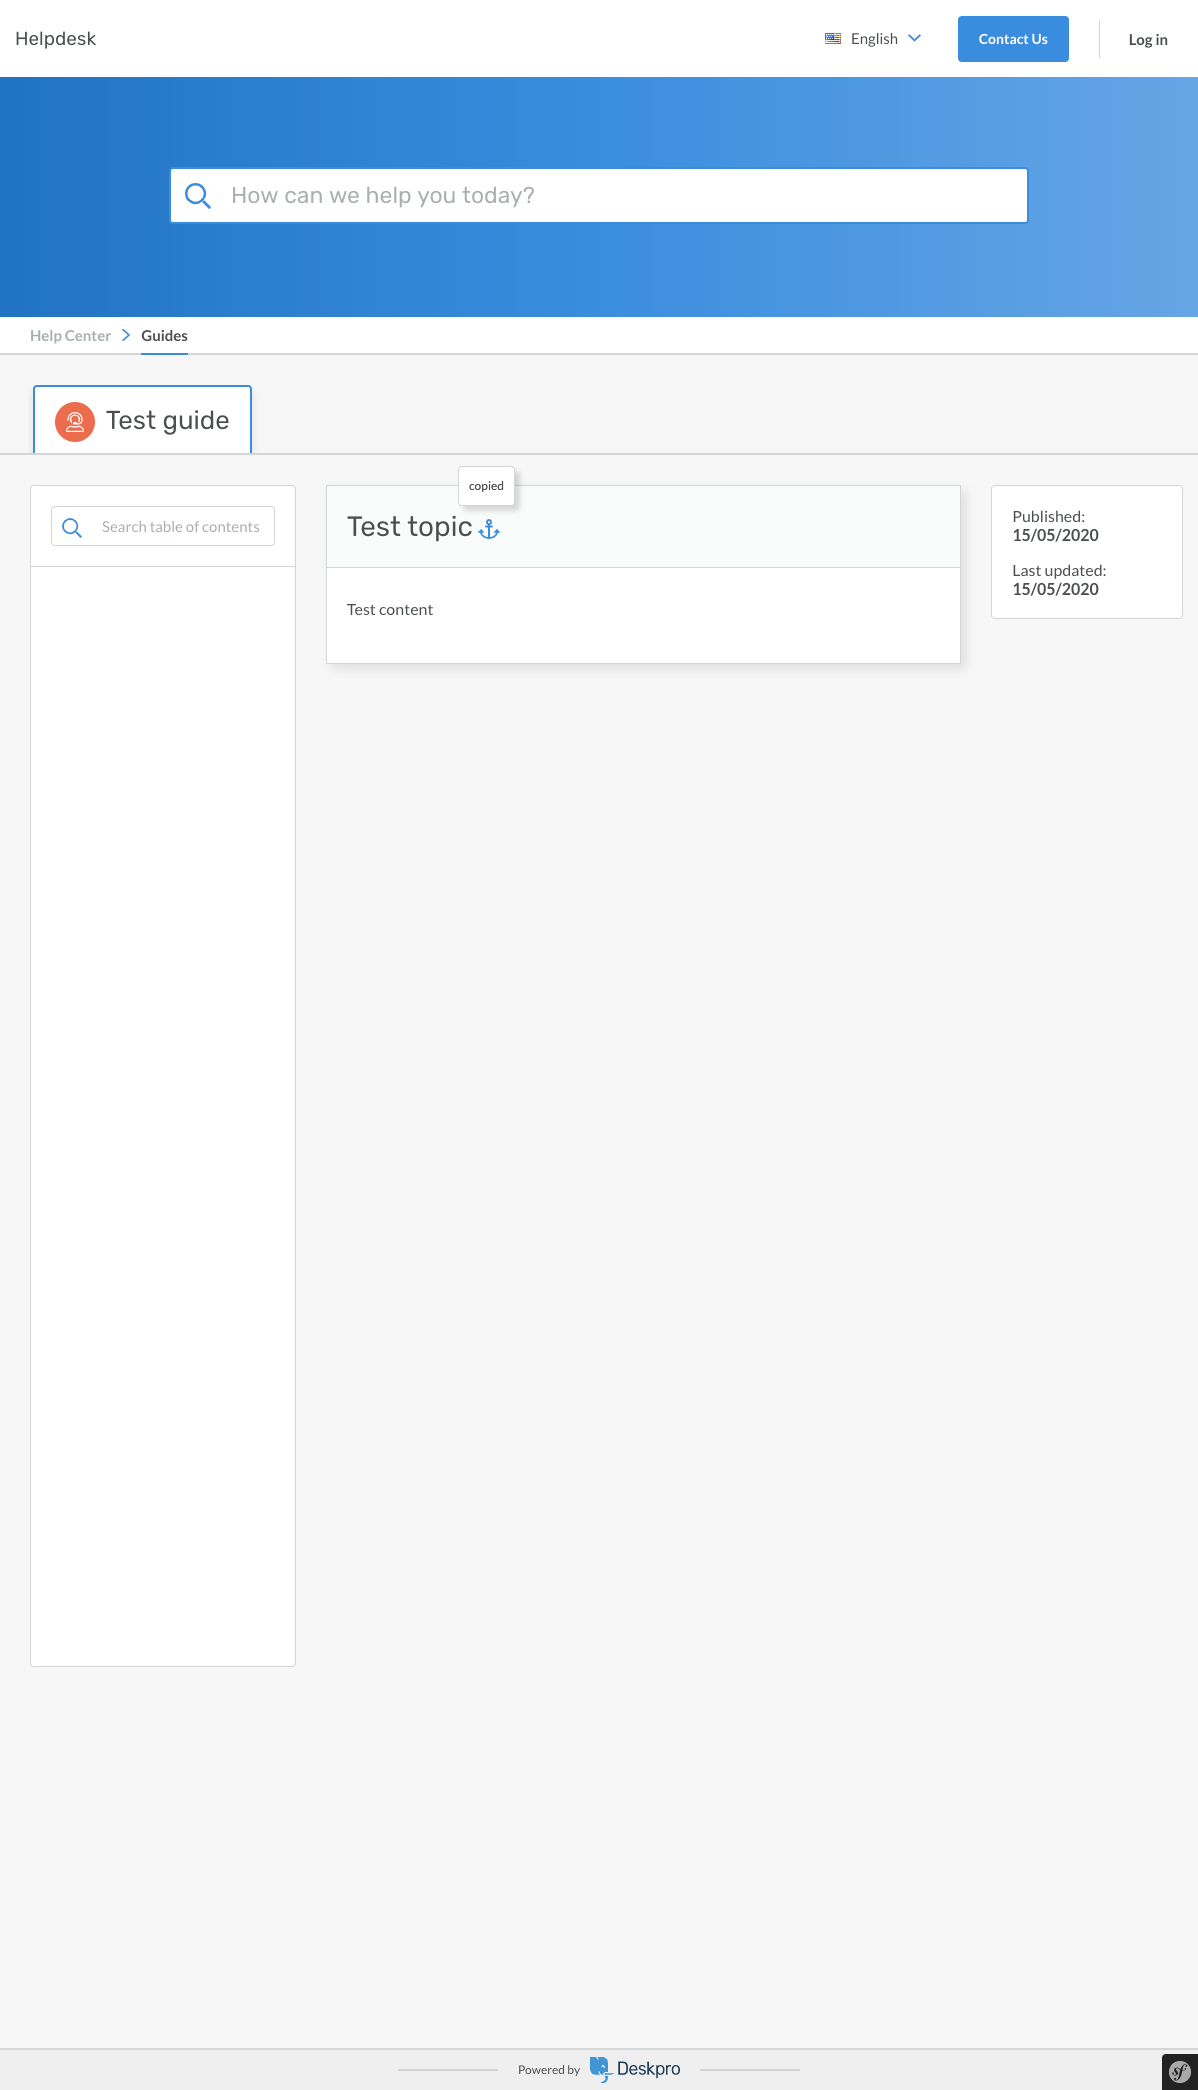 Helpdesk
English
Contact Us
Log in
How can we help you today?
Help Center
Guides
Test guide
copied
Search table of contents
Test topic
Test content
Published:
15/05/2020
Last updated:
15/05/2020
Powered by Deskpro
sf